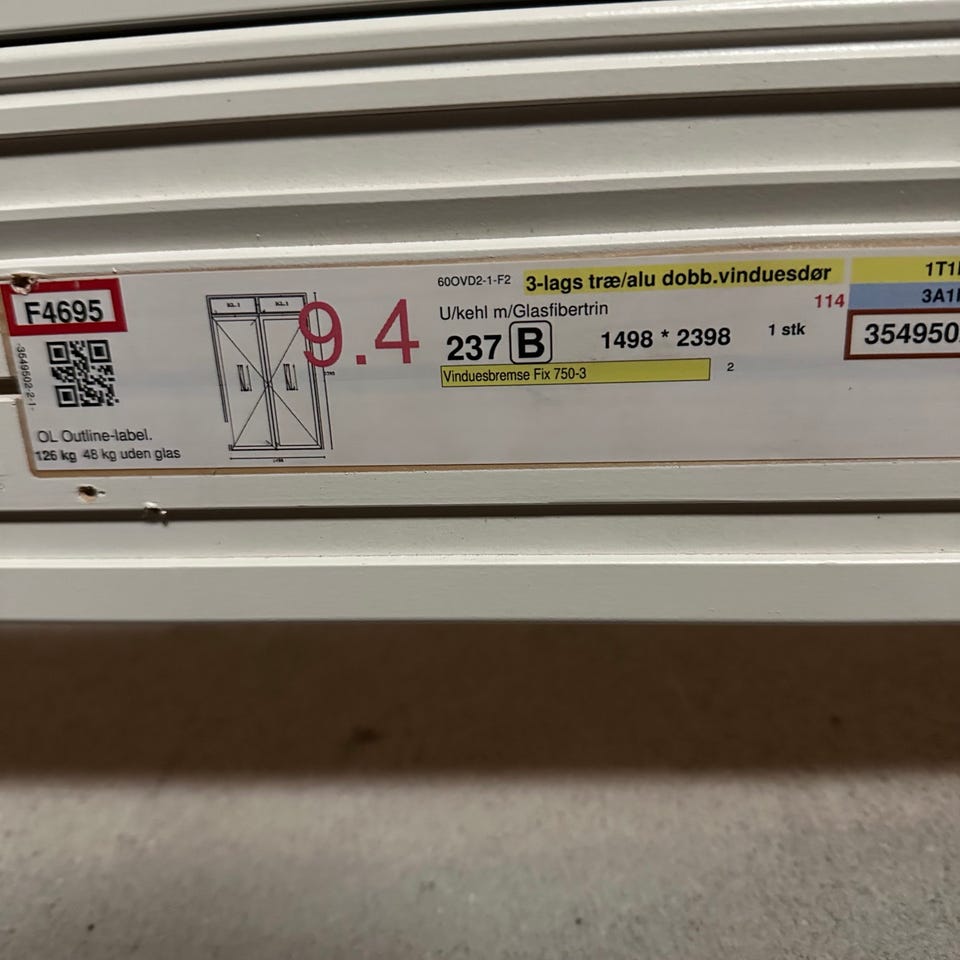 F4695
3549502-2-1-
OL Outline-label.
126 kg 48 kg uden glas
9.4
1498
60OVD2-1-F2 3-lags træ/alu dobb.vinduesdør
U/kehl m/Glasfibertrin
114
237 B 1498 * 2398 1 stk
Vinduesbremse Fix 750-3 2
1T1
3A1
354950